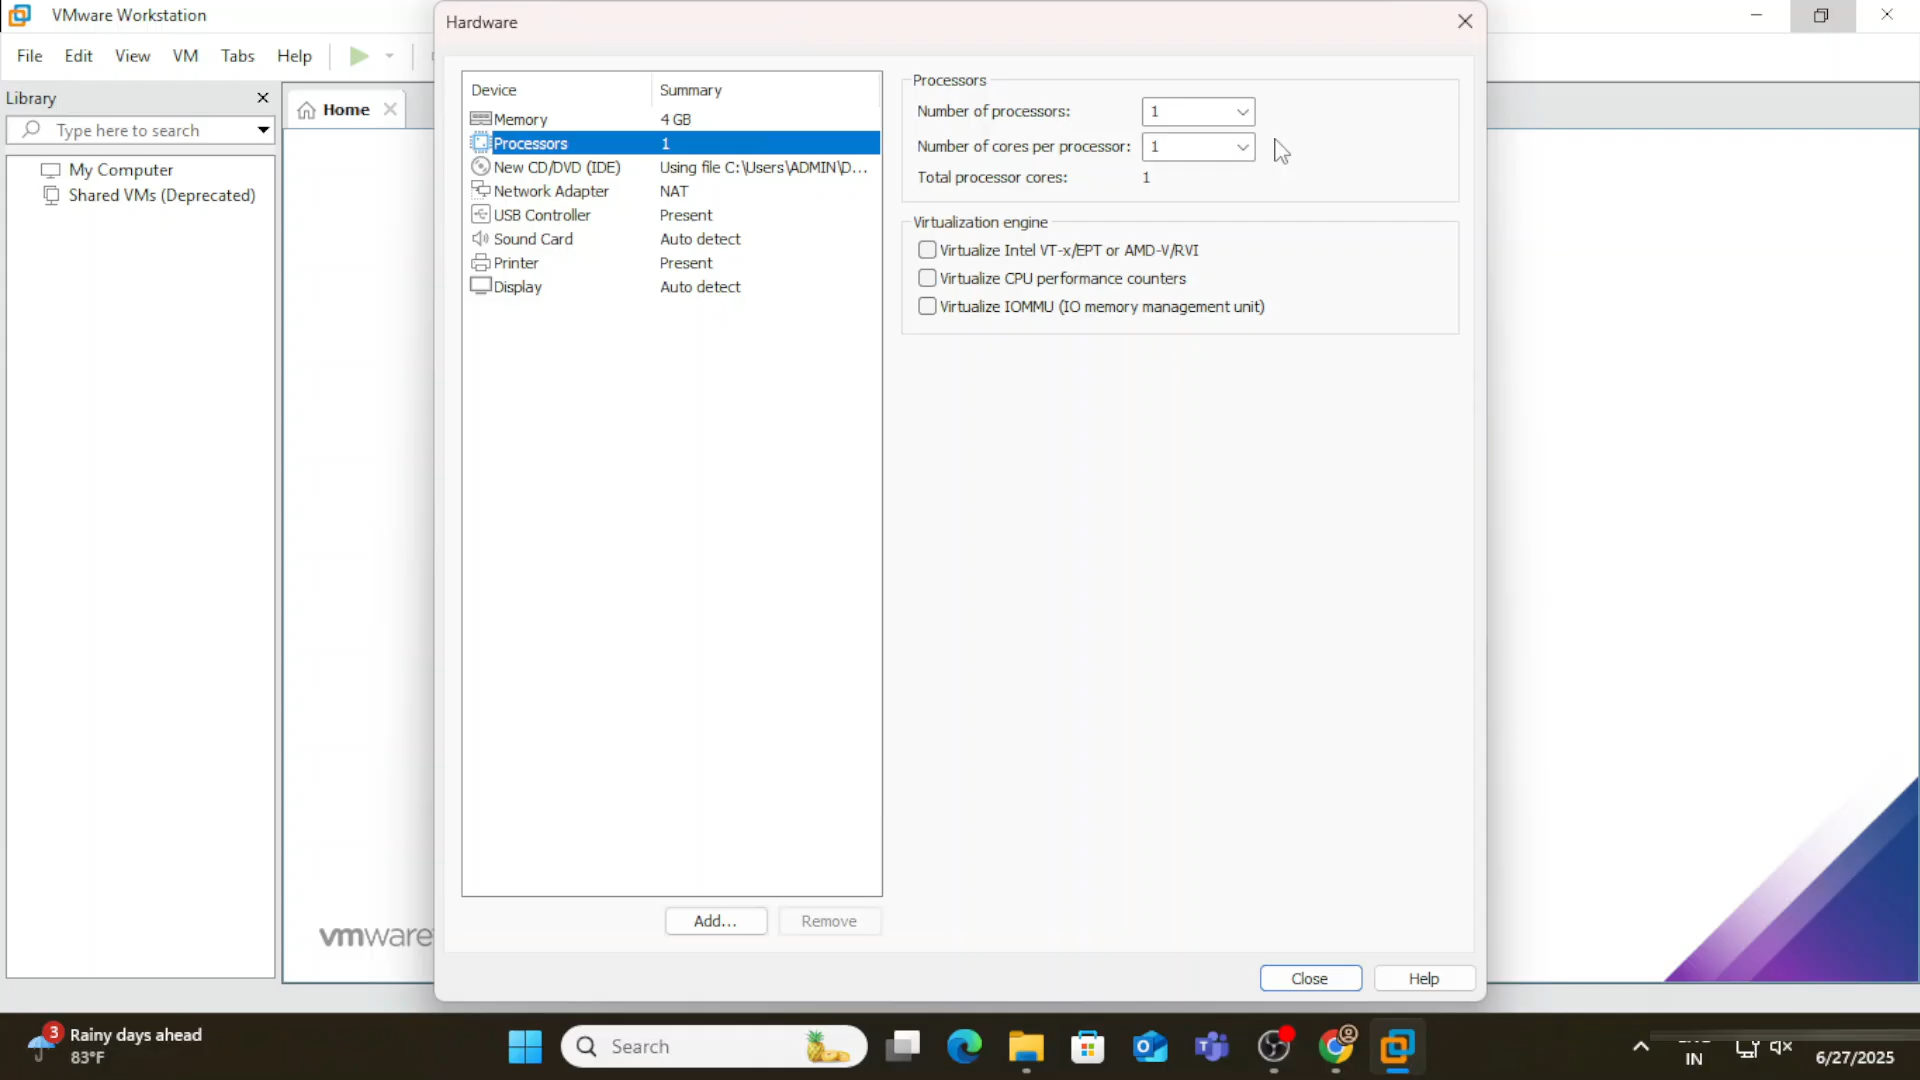 VMware Workstation
File Edit View VM Tabs Help
Library
Type here to search
My Computer
Shared VMs (Deprecated)
Home
vmware
Hardware
Device Summary
Memory 4 GB
Processors 1
New CD/DVD (IDE) Using file C:\Users\ADMIN\D...
Network Adapter NAT
USB Controller Present
Sound Card Auto detect
Printer Present
Display Auto detect
Add... Remove
Processors
Number of processors: 1
Number of cores per processor: 1
Total processor cores: 1
Virtualization engine
Virtualize Intel VT-x/EPT or AMD-V/RVI
Virtualize CPU performance counters
Virtualize IOMMU (IO memory management unit)
Close Help
3
Rainy days ahead
83°F
Search
IN
6/27/2025